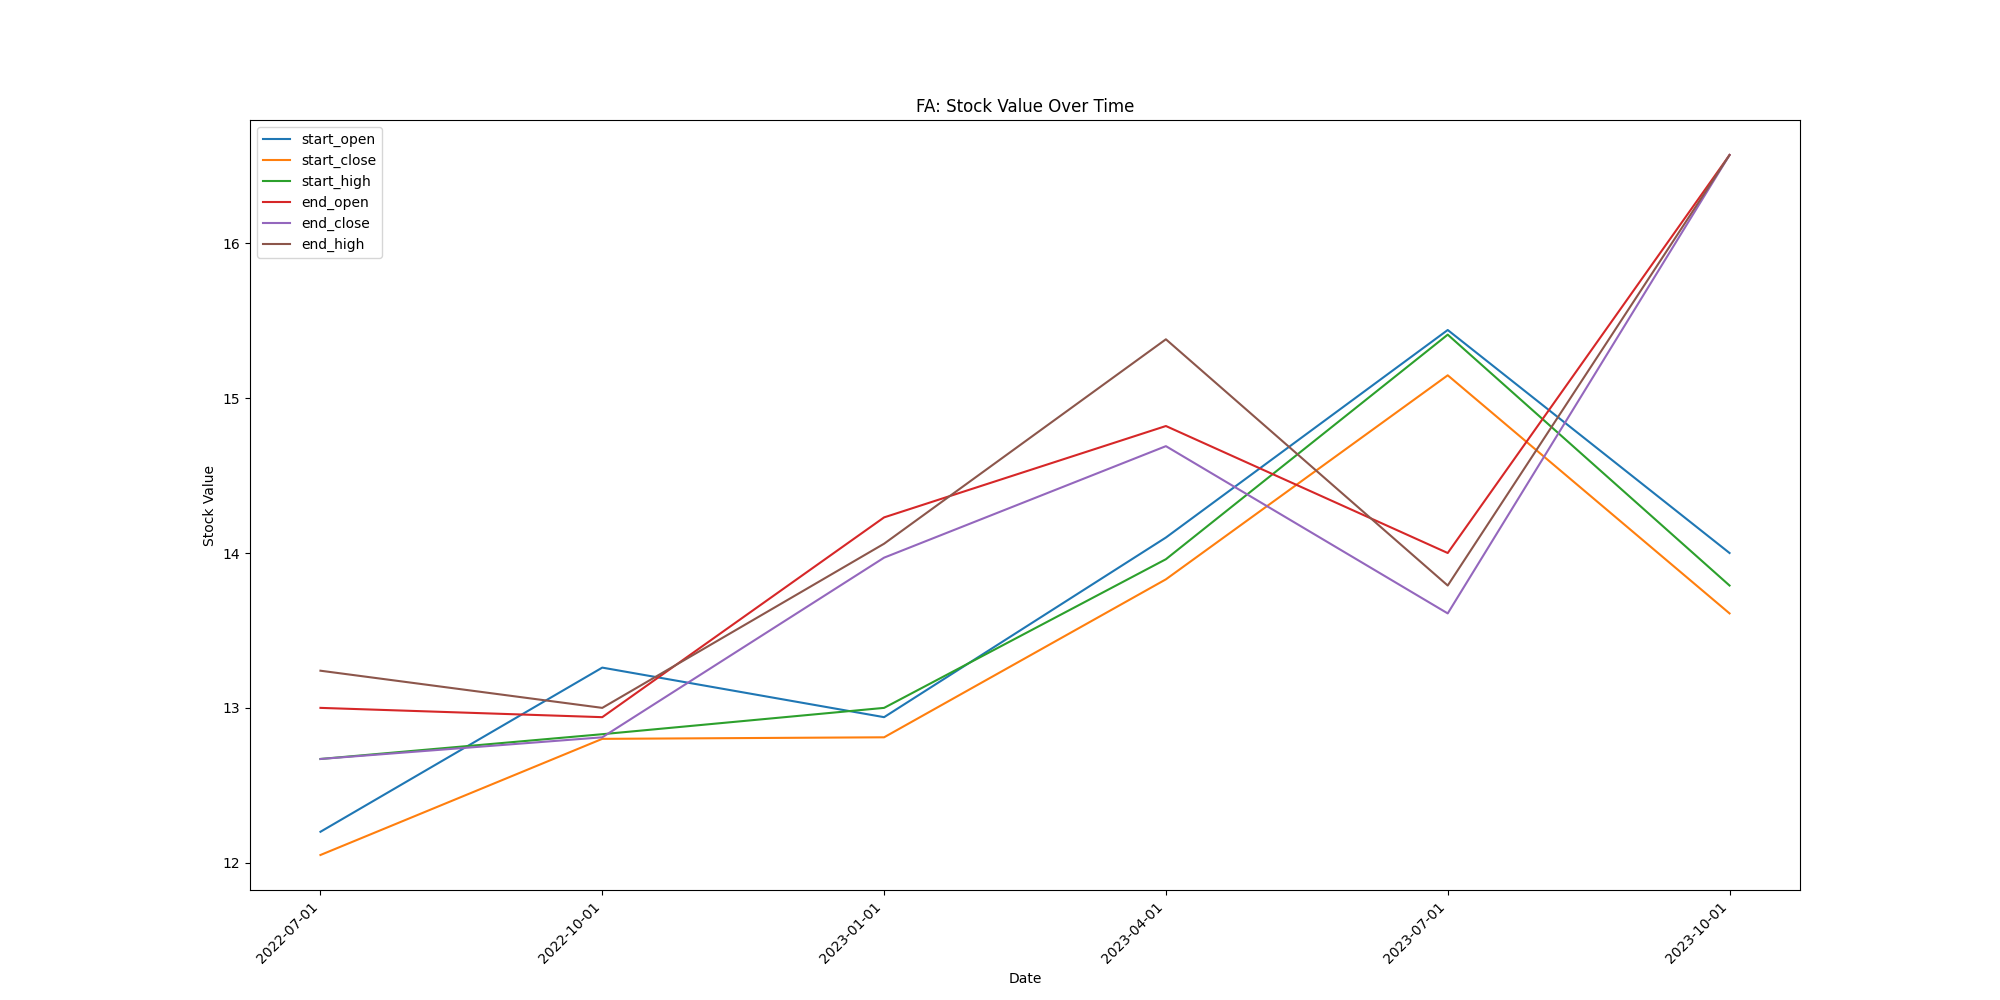 FA: Stock Value Over Time
start_open
start_close
start_high
end_open
end_close
end_high
Stock Value
16
15
14
13
12
2022-07-01
2022-10-01
2023-01-01
2023-04-01
2023-07-01
2023-10-01
Date